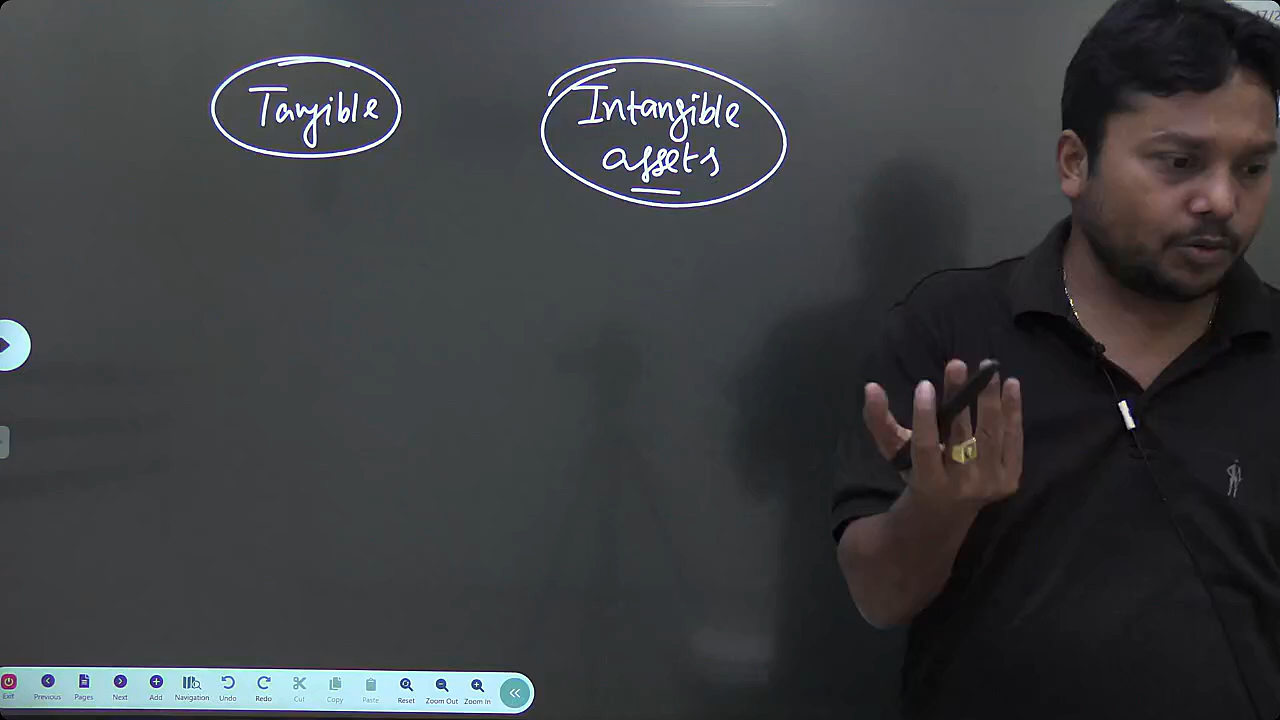 Tangible
Intangible
assets
Exit
Previous
Pages
Next
Add
Navigation
Undo
Redo
Cut
Copy
Paste
Reset
Zoom Out
Zoom In